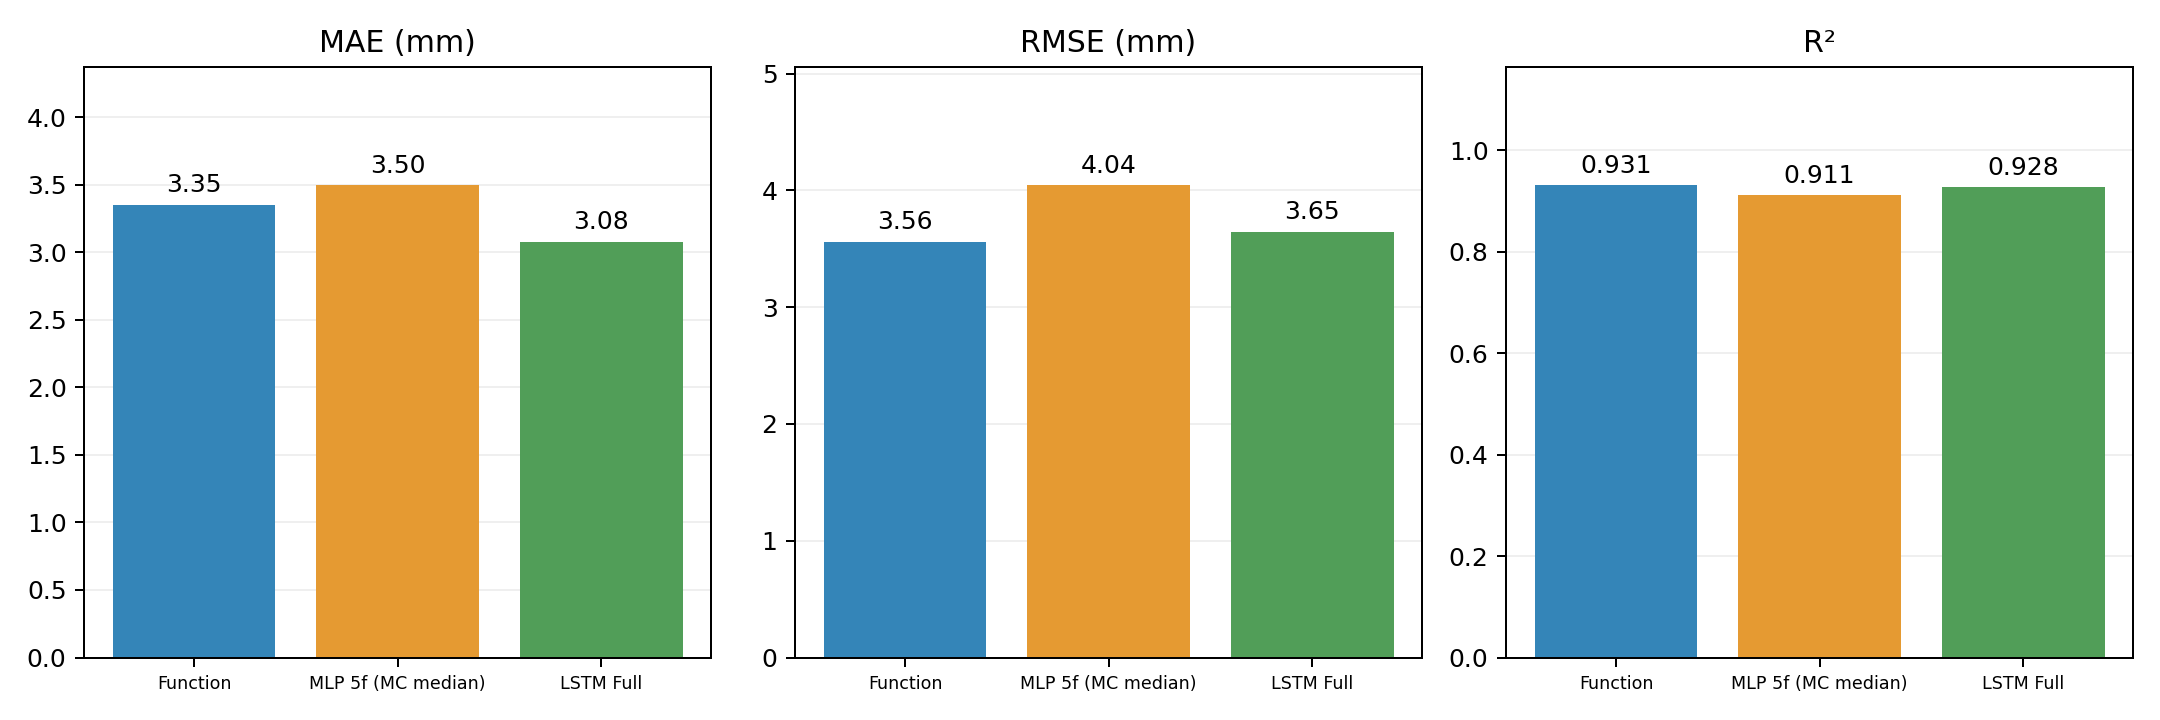 MAE (mm)
4.0
3.5
3.0
2.5
2.0
1.5
1.0
0.5
0.0
3.35
3.50
3.08
Function
MLP 5f (MC median)
LSTM Full
RMSE (mm)
5
4
3
2
1
0
3.56
4.04
3.65
Function
MLP 5f (MC median)
LSTM Full
R²
1.0
0.8
0.6
0.4
0.2
0.0
0.931
0.911
0.928
Function
MLP 5f (MC median)
LSTM Full